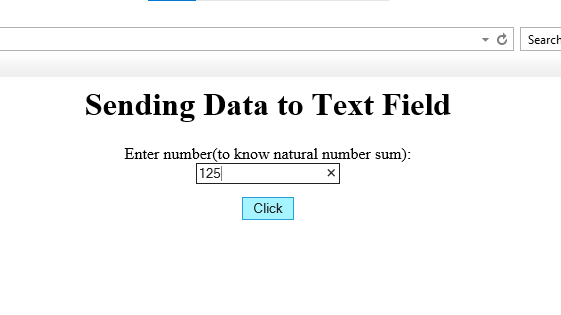 Search
Sending Data to Text Field
Enter number(to know natural number sum):
125
Click